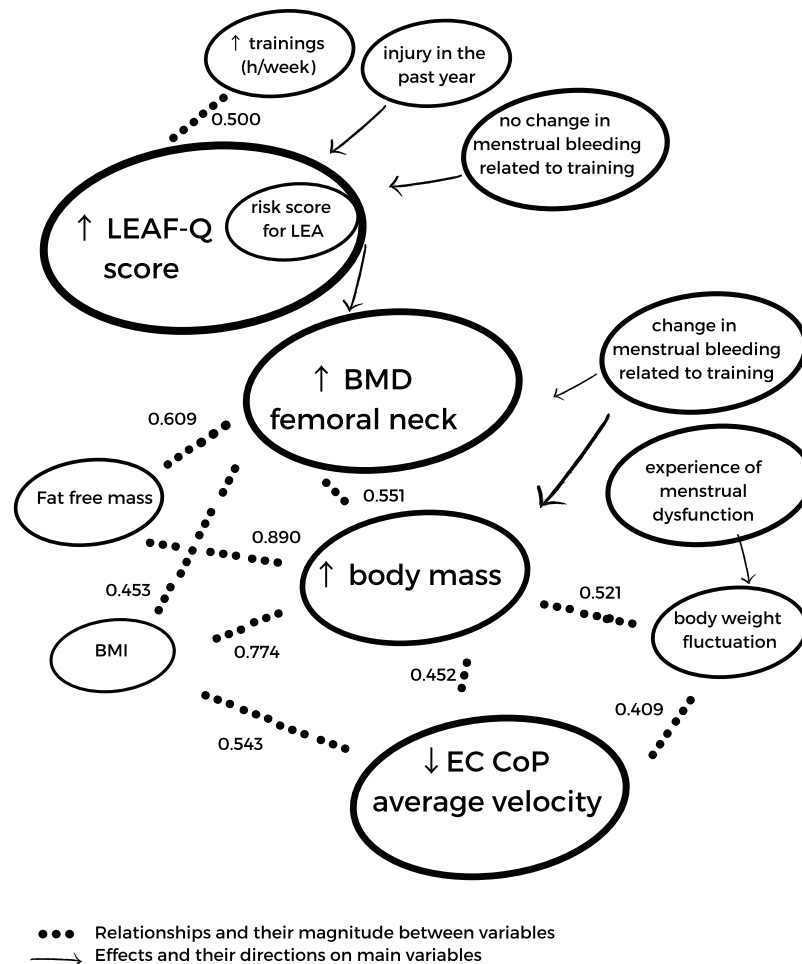 ↑ trainings
(h/week)
injury in the
past year
0.500
no change in
menstrual bleeding
related to training
risk score
for LEA
↑ LEAF-Q
score
change in
menstrual bleeding
related to training
↑ BMD
femoral neck
0.609
experience of
menstrual
dysfunction
Fat free mass
0.551
0.890
↑ body mass
0.453
0.521
body weight
fluctuation
BMI
0.774
0.452
0.409
0.543
↓ EC CoP
average velocity
Relationships and their magnitude between variables
Effects and their directions on main variables